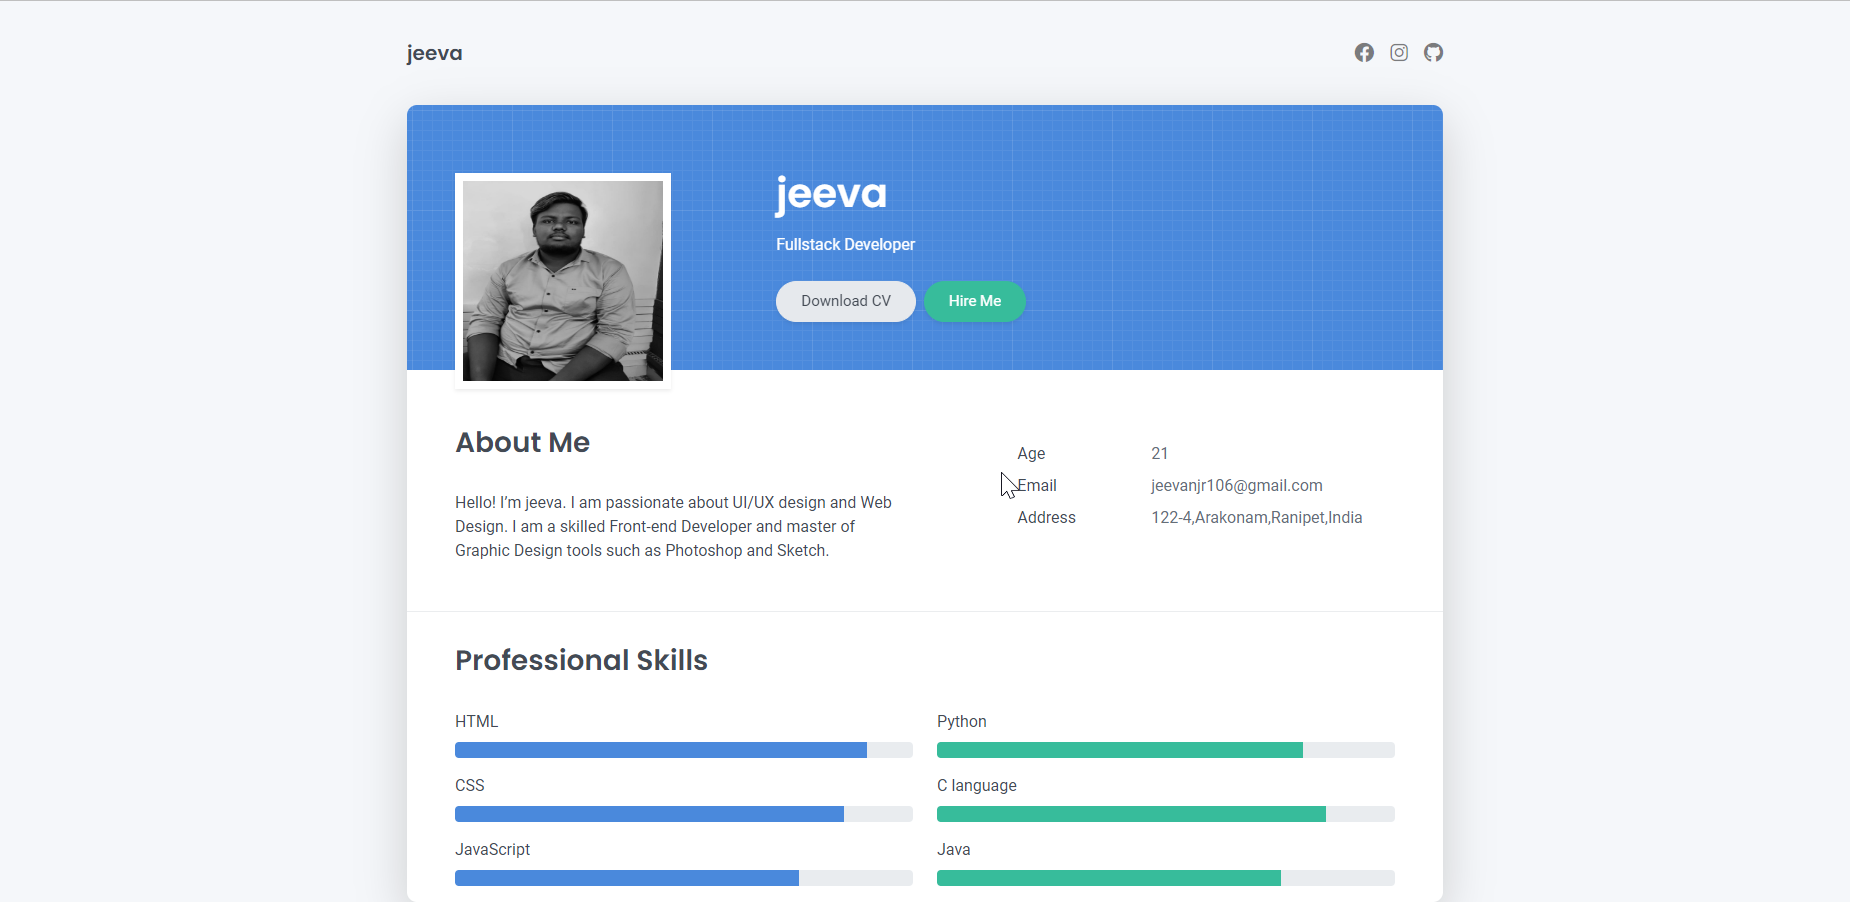 jeeva
jeeva
Fullstack Developer
Download CV
Hire Me
About Me
Hello! I’m jeeva. I am passionate about UI/UX design and Web
Design. I am a skilled Front-end Developer and master of
Graphic Design tools such as Photoshop and Sketch.
Age 21
Email jeevanjr106@gmail.com
Address 122-4,Arakonam,Ranipet,India
Professional Skills
HTML
CSS
JavaScript
Python
C language
Java